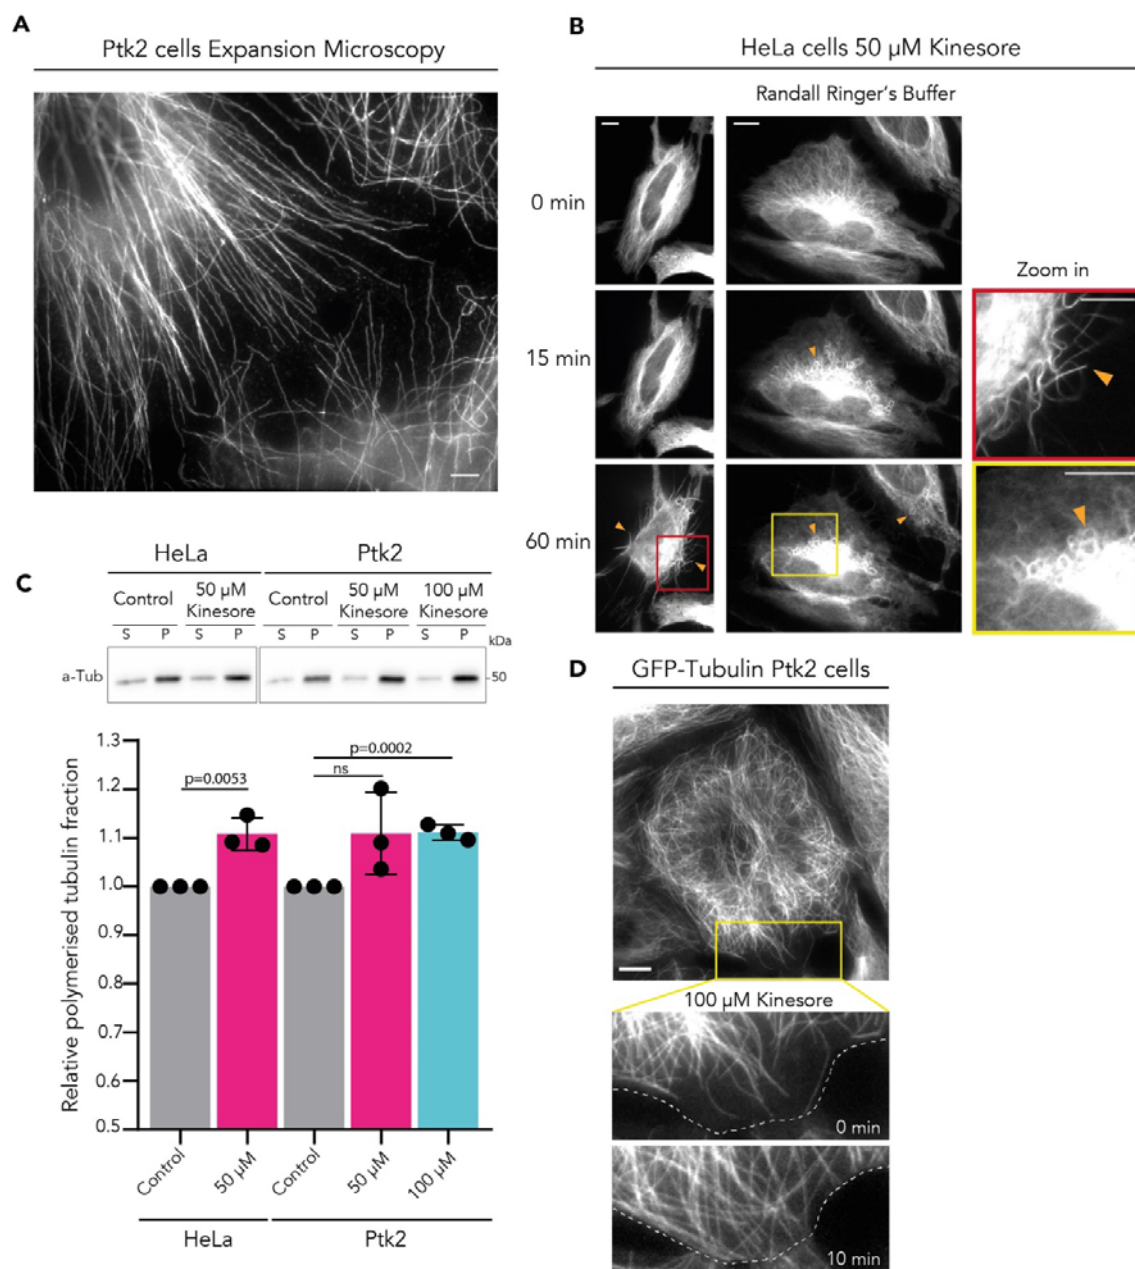 A
Ptk2 cells Expansion Microscopy
B
HeLa cells 50 µM Kinesore
Randall Ringer's Buffer
0 min
15 min
60 min
Zoom in
C
HeLa
Ptk2
Control
50 µM
Kinesore
Control
50 µM
Kinesore
100 µM
Kinesore
S P S P S P S P S P
kDa
a-Tub
-50
Relative polymerised tubulin fraction
1.3
1.2
1.1
1.0
0.9
0.8
0.7
0.6
0.5
p=0.0053
p=0.0002
ns
Control
50 µM
Control
50 µM
100 µM
HeLa
Ptk2
D
GFP-Tubulin Ptk2 cells
100 µM Kinesore
0 min
10 min